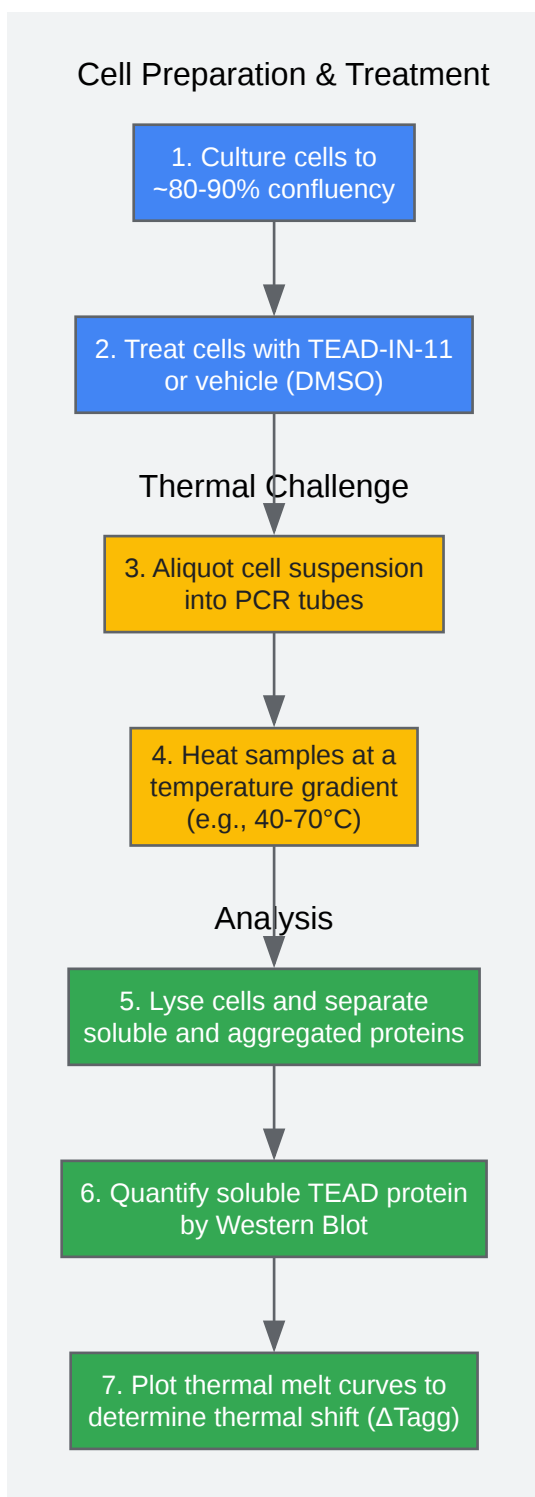 Cell Preparation & Treatment
1. Culture cells to
~80-90% confluency
2. Treat cells with TEAD-IN-11
or vehicle (DMSO)
Thermal Challenge
3. Aliquot cell suspension
into PCR tubes
4. Heat samples at a
temperature gradient
(e.g., 40-70°C)
Analysis
5. Lyse cells and separate
soluble and aggregated proteins
6. Quantify soluble TEAD protein
by Western Blot
7. Plot thermal melt curves to
determine thermal shift (ΔTagg)